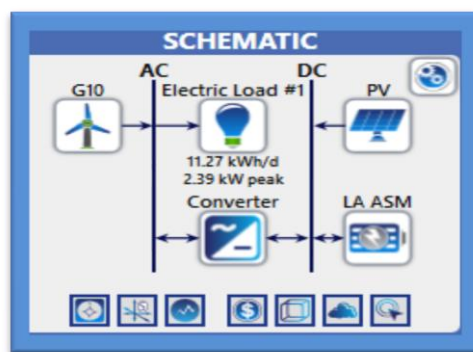 SCHEMATIC
AC DC
G10 Electric Load #1 PV
11.27 kWh/d
2.39 kW peak
Converter LA ASM